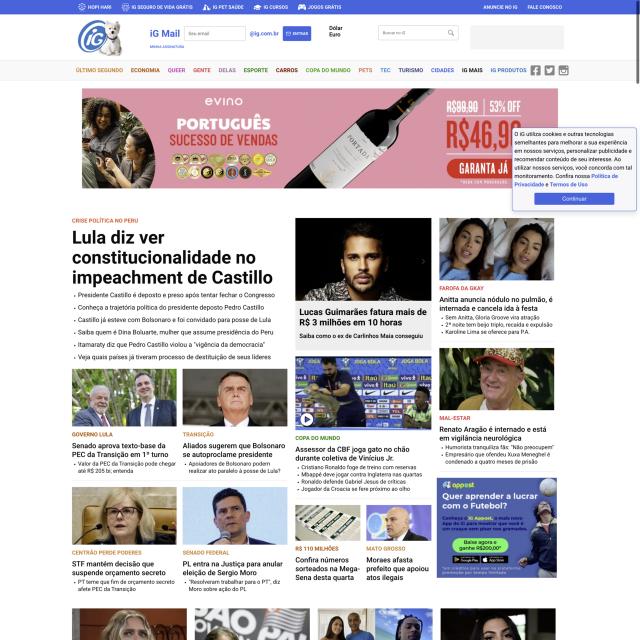 HOPI HARI
IG SEGURO DE VIDA GRÁTIS
IG PET SAÚDE
IG CURSOS
JOGOS GRÁTIS
ANUNCIE NO IG
FALE CONOSCO
iG
iG Mail
Seu email
@ig.com.br
ENTRAR
MINHA ASSINATURA
Dólar
Euro
Buscar no iG
ÚLTIMO SEGUNDO
ECONOMIA
QUEER
GENTE
DELAS
ESPORTE
CARROS
COPA DO MUNDO
PETS
TEC
TURISMO
CIDADES
IG MAIS
IG PRODUTOS
evino
PORTUGUÊS
SUCESSO DE VENDAS
PORTADA
R$99,90 | 53% OFF
R$46,90
GARANTA JÁ
O iG utiliza cookies e outras tecnologias
semelhantes para melhorar a sua experiência
em nossos serviços, personalizar publicidade e
recomendar conteúdo de seu interesse. Ao
utilizar nossos serviços, você concorda com tal
monitoramento. Confira nossa Política de
Privacidade e Termos de Uso
Continuar
CRISE POLÍTICA NO PERU
Lula diz ver
constitucionalidade no
impeachment de Castillo
• Presidente Castillo é deposto e preso após tentar fechar o Congresso
• Conheça a trajetória política do presidente deposto Pedro Castillo
• Castillo já esteve com Bolsonaro e foi convidado para posse de Lula
• Saiba quem é Dina Boluarte, mulher que assume presidência do Peru
• Itamaraty diz que Pedro Castillo violou a "vigência da democracia"
• Veja quais países já tiveram processo de destituição de seus líderes
GOVERNO LULA
Senado aprova texto-base da
PEC da Transição em 1º turno
• Valor da PEC da Transição pode chegar
até R$ 205 bi; entenda
TRANSIÇÃO
Aliados sugerem que Bolsonaro
se autoproclame presidente
• Apoiadores de Bolsonaro podem
realizar ato paralelo à posse de Lula?
CENTRÃO PERDE PODERES
STF mantém decisão que
suspende orçamento secreto
• PT teme que fim do orçamento secreto
afete PEC da Transição
SENADO FEDERAL
PL entra na Justiça para anular
eleição de Sergio Moro
• "Resolveram trabalhar para o PT", diz
Moro sobre ação do PL
Lucas Guimarães fatura mais de
R$ 3 milhões em 10 horas
Saiba como o ex de Carlinhos Maia conseguiu
COPA DO MUNDO
Assessor da CBF joga gato no
chão durante coletiva de Vinícius Jr.
• Cristiano Ronaldo foge de treino com reservas
• Mbappé deve jogar contra Inglaterra nas quartas
• Ronaldo defende Gabriel Jesus de críticas
• Jogador da Croacia se fere próximo ao olho
R$ 110 MILHÕES
Confira números
sorteados na Mega-
Sena desta quarta
MATO GROSSO
Moraes afasta
prefeito que apoiou
atos ilegais
FAROFA DA GKAY
Anitta anuncia nódulo no pulmão, é
internada e cancela ida à festa
• Sem Anitta, Gloria Groove vira atração
• 2ª noite tem beijo triplo, recaída e expulsão
• Karoline Lima se oferece para P.A.
MAL-ESTAR
Renato Aragão é internado e está
em vigilância neurológica
• Humorista tranquiliza fãs: "Não preocupem"
• Empresário que ofendeu Xuxa Meneghel é
condenado a quatro meses de prisão
iG appost
Quer aprender a lucrar
com o Futebol?
Baixe agora e
ganhe R$200,00*